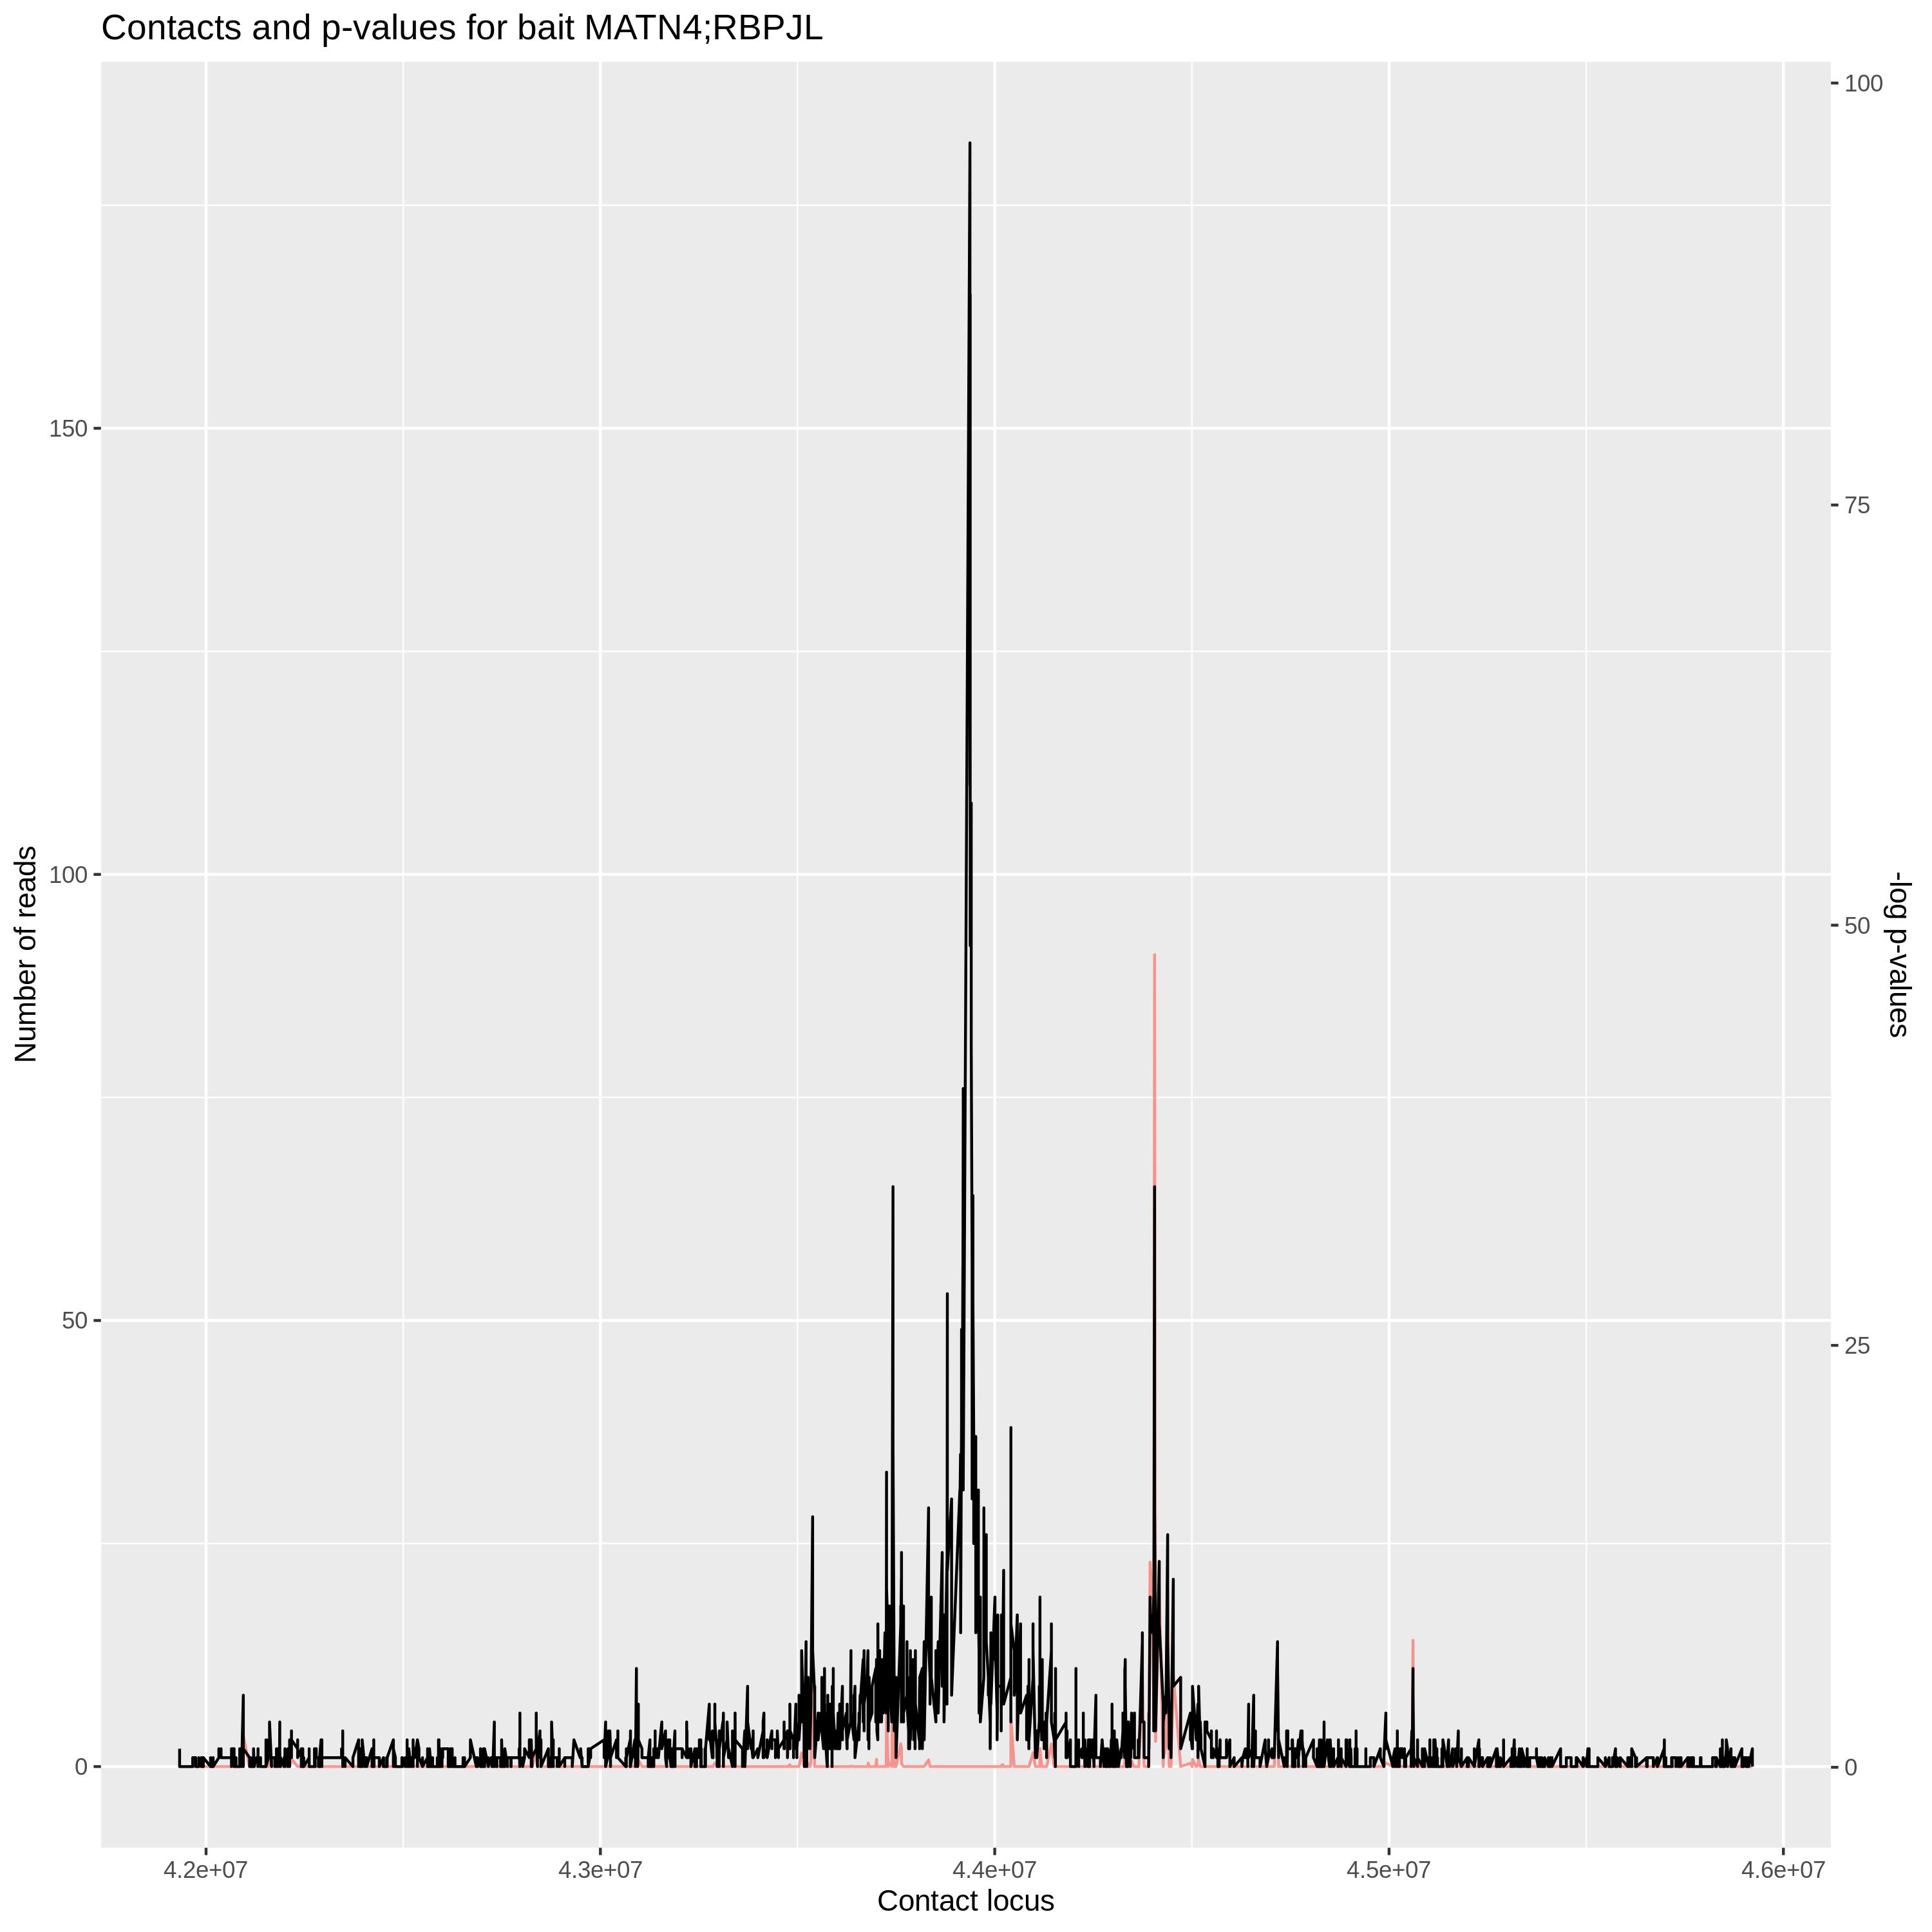 Contacts and p-values for bait MATN4;RBPJL
100
150
75
Number of reads
100
-log p-values
50
50
25
0
0
4.2e+07
4.3e+07
4.4e+07
4.5e+07
4.6e+07
Contact locus